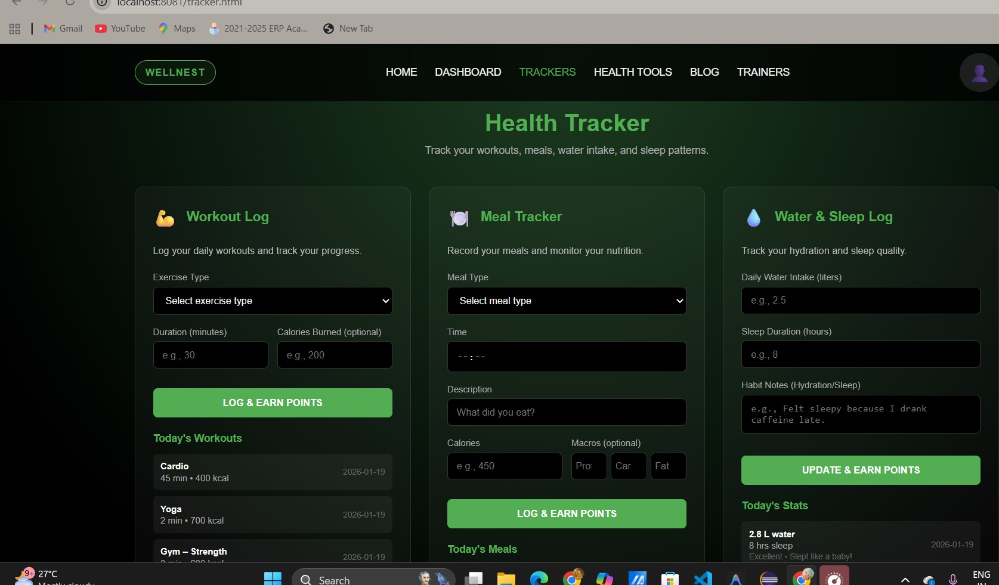 localhost:8081/tracker.html
Gmail
YouTube
Maps
2021-2025 ERP Aca...
New Tab
WELLNEST
HOME
DASHBOARD
TRACKERS
HEALTH TOOLS
BLOG
TRAINERS
Health Tracker
Track your workouts, meals, water intake, and sleep patterns.
Workout Log
Log your daily workouts and track your progress.
Exercise Type
Select exercise type
Duration (minutes)
Calories Burned (optional)
e.g., 30
e.g., 200
LOG & EARN POINTS
Today's Workouts
Cardio
45 min • 400 kcal
2026-01-19
Yoga
2 min • 700 kcal
2026-01-19
Gym – Strength
2026-01-19
Meal Tracker
Record your meals and monitor your nutrition.
Meal Type
Select meal type
Time
--:--
Description
What did you eat?
Calories
Macros (optional)
e.g., 450
Pro
Car
Fat
LOG & EARN POINTS
Today's Meals
Water & Sleep Log
Track your hydration and sleep quality.
Daily Water Intake (liters)
e.g., 2.5
Sleep Duration (hours)
e.g., 8
Habit Notes (Hydration/Sleep)
e.g., Felt sleepy because I drank
caffeine late.
UPDATE & EARN POINTS
Today's Stats
2.8 L water
8 hrs sleep
2026-01-19
Excellent • Slept like a baby!
9+
27°C
Mostly cloudy
Search
ENG
IN